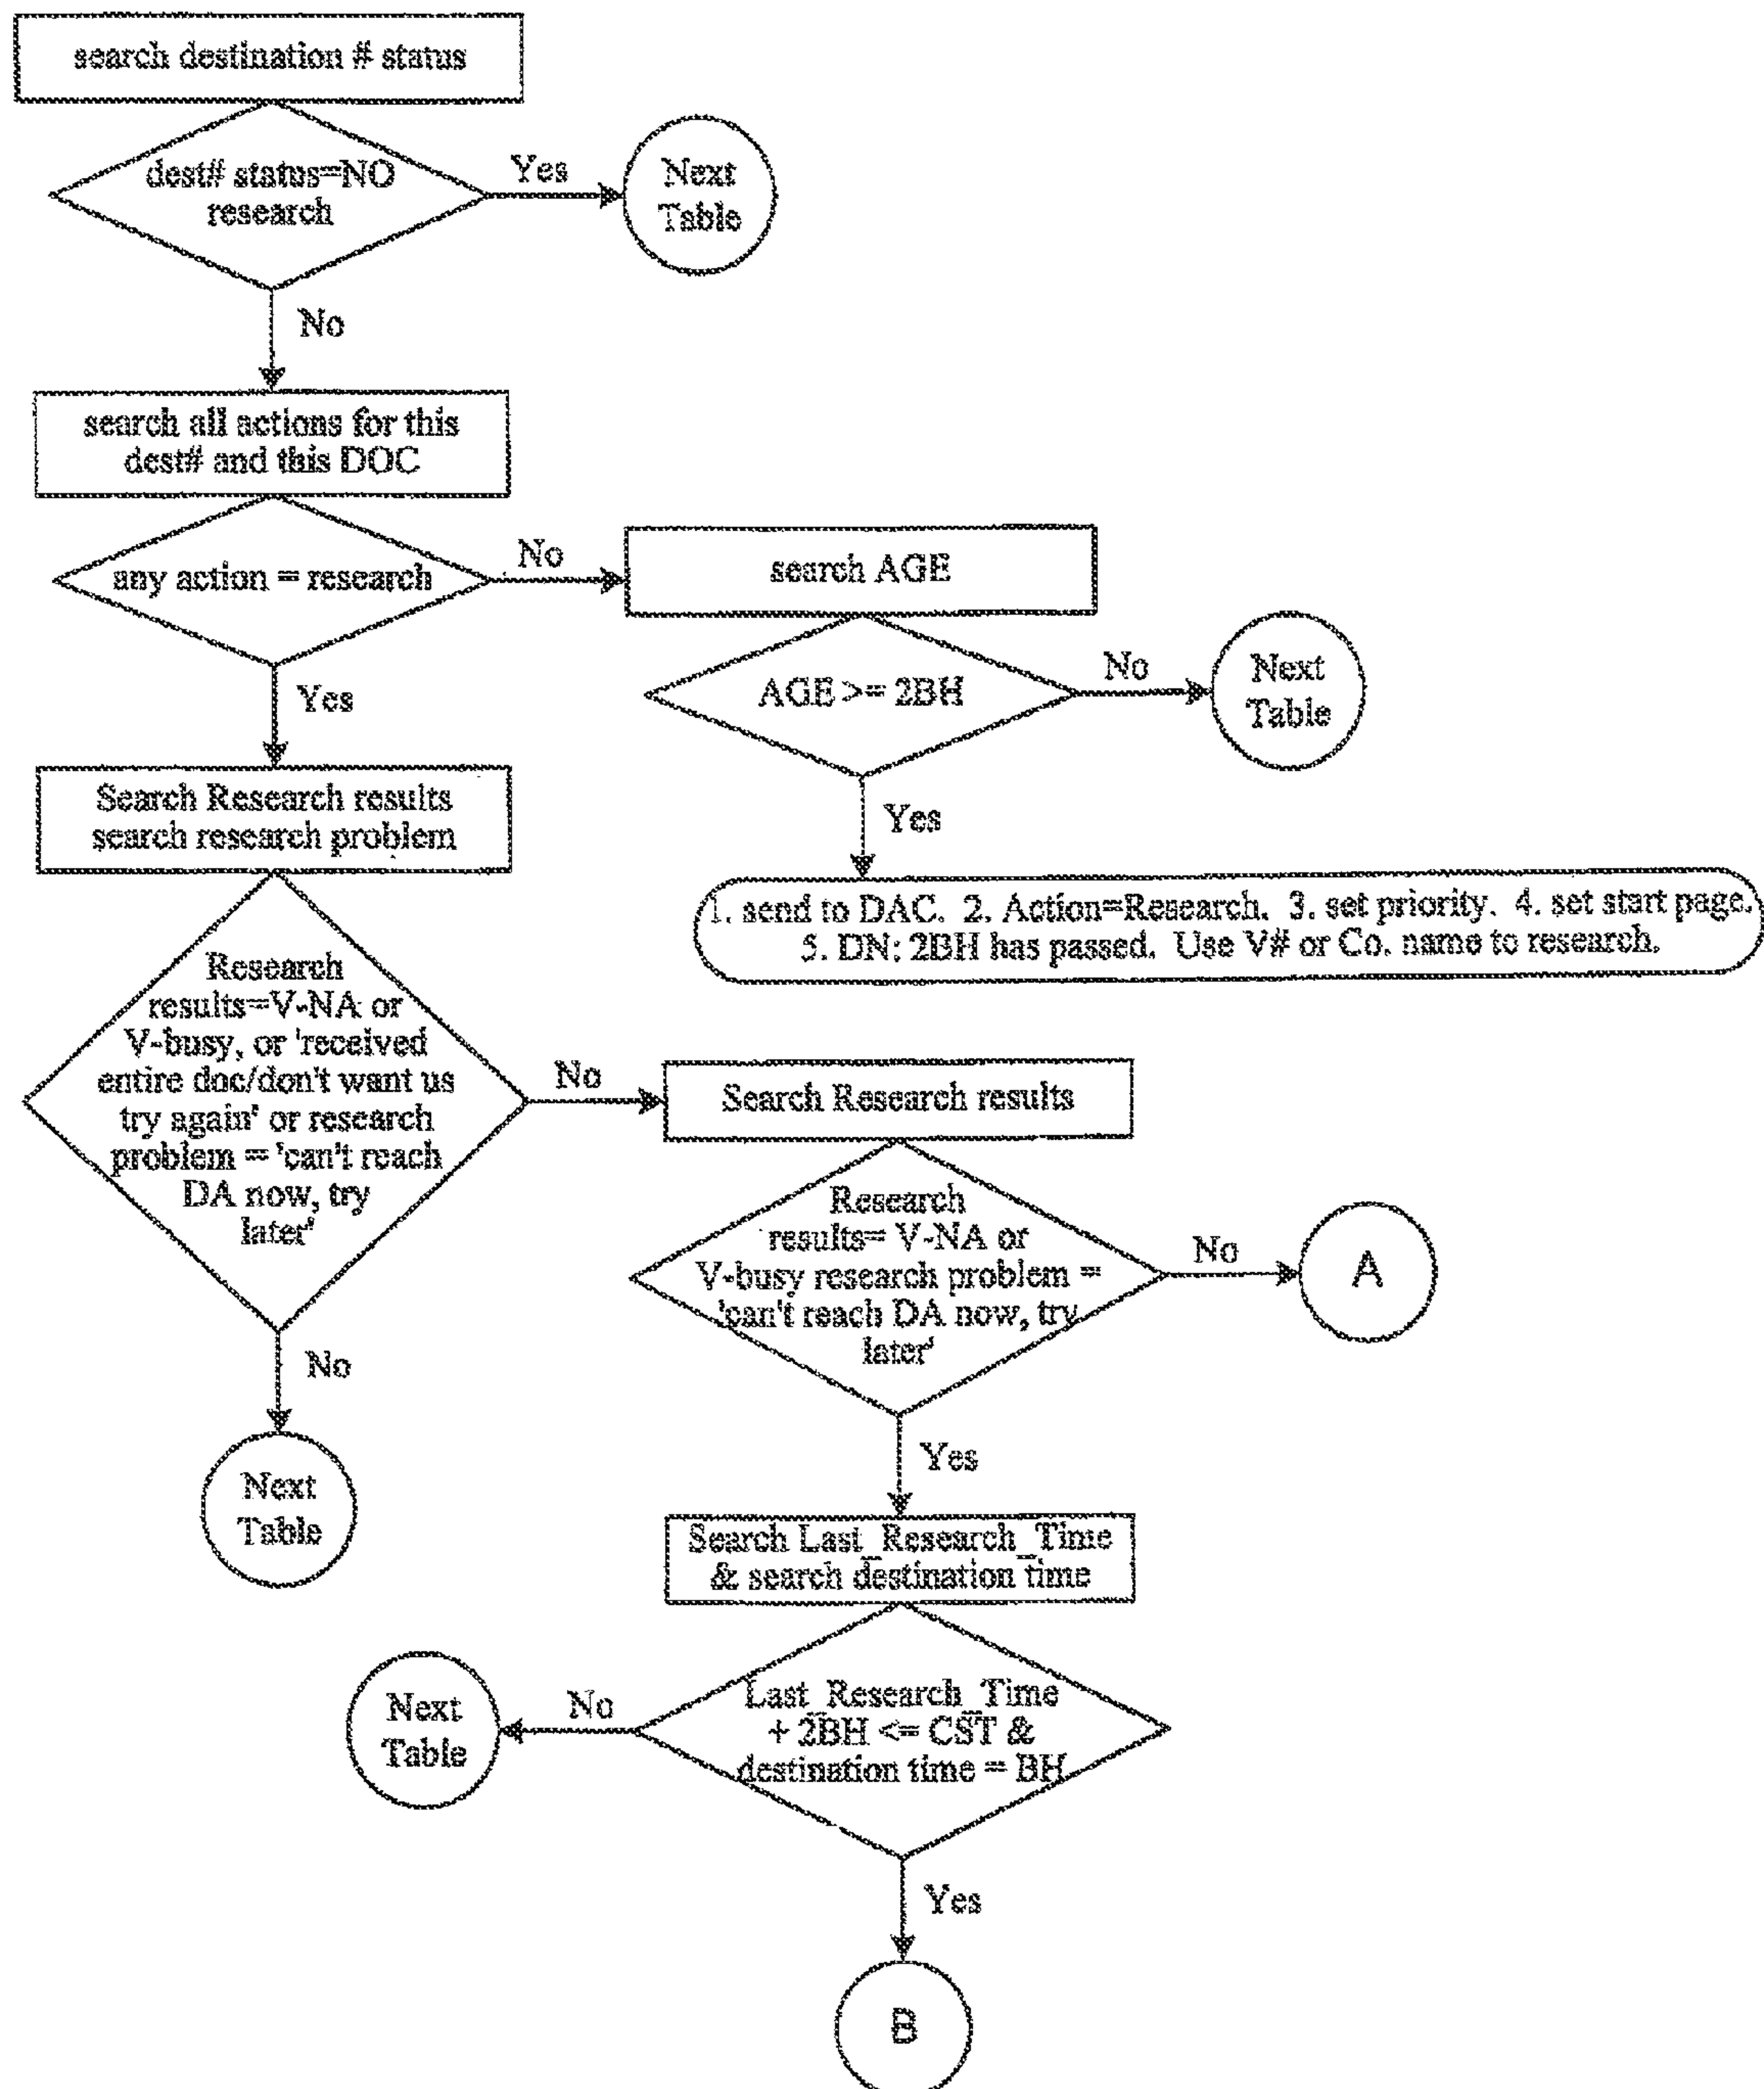 search destination # status
dest# status=NO
research
Yes
Next
Table
No
search all actions for this
dest# and this DOC
any action = research
No
search AGE
AGE >= 2BH
No
Next
Table
Yes
Search Research results
search research problem
Yes
1. send to DAC. 2. Action=Research. 3. set priority. 4. set start page.
5. DN: 2BH has passed. Use V# or Co. name to research.
Research
results=V-NA or
V-busy, or 'received
entire doc/don't want us
try again' or research
problem = 'can't reach
DA now, try
later'
No
Search Research results
Research
results= V-NA or
V-busy research problem =
'can't reach DA now, try
later'
No
A
No
Next
Table
Yes
Search Last_Research_Time
& search destination time
Last_Research_Time
+ 2BH <= CST &
destination time = BH
No
Next
Table
Yes
B